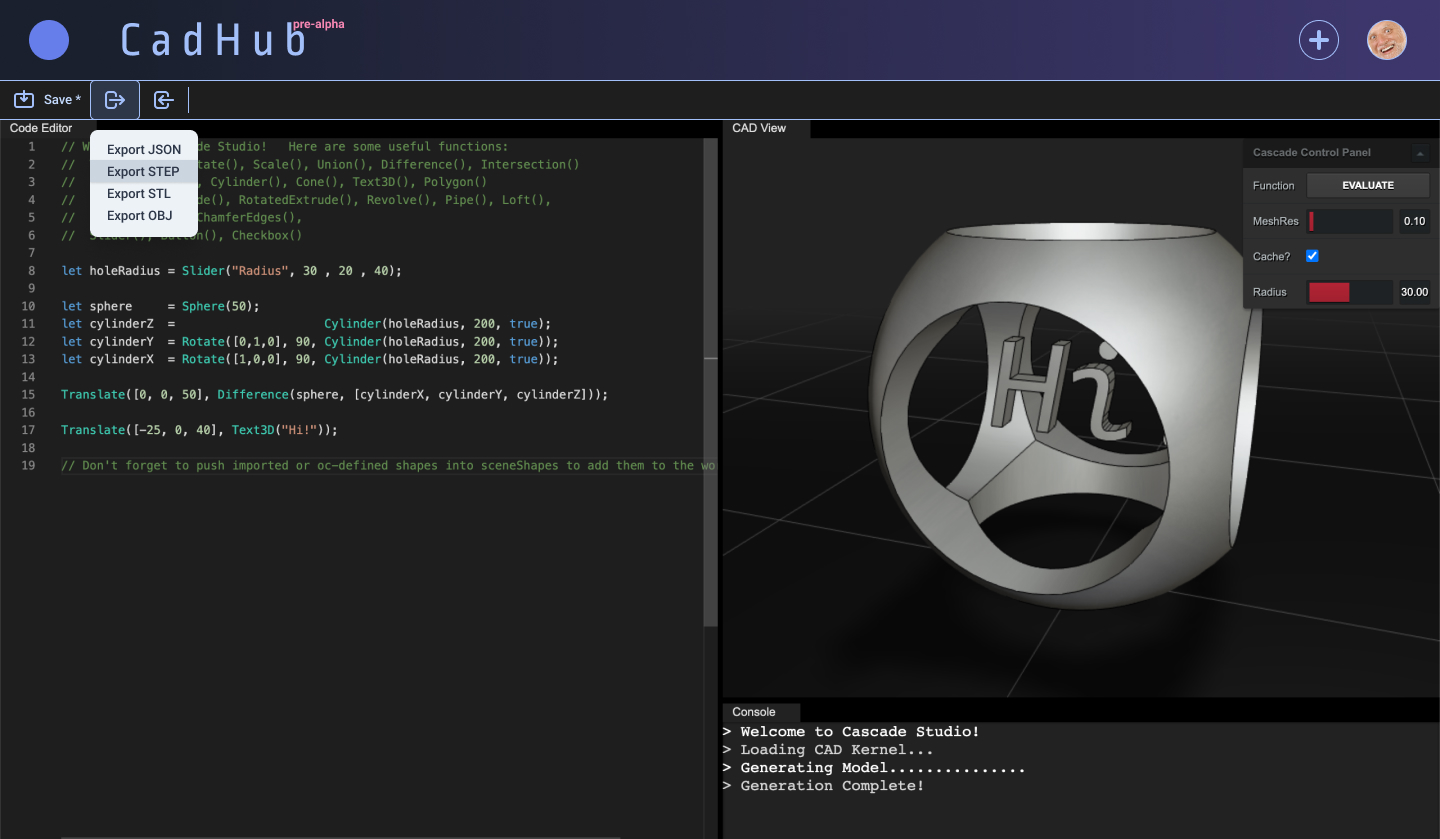 CadHub
pre-alpha
Save *
Export JSON
Export STEP
Export STL
Export OBJ
Code Editor
1 // W de Studio! Here are some useful functions:
2 // tate(), Scale(), Union(), Difference(), Intersection()
3 // , Cylinder(), Cone(), Text3D(), Polygon()
4 // de(), RotatedExtrude(), Revolve(), Pipe(), Loft(),
5 // ChamferEdges(),
6 // Slider(), Button(), Checkbox()
7
8 let holeRadius = Slider("Radius", 30 , 20 , 40);
9
10 let sphere = Sphere(50);
11 let cylinderZ = Cylinder(holeRadius, 200, true);
12 let cylinderY = Rotate([0,1,0], 90, Cylinder(holeRadius, 200, true));
13 let cylinderX = Rotate([1,0,0], 90, Cylinder(holeRadius, 200, true));
14
15 Translate([0, 0, 50], Difference(sphere, [cylinderX, cylinderY, cylinderZ]));
16
17 Translate([-25, 0, 40], Text3D("Hi!"));
18
19 // Don't forget to push imported or oc-defined shapes into sceneShapes to add them to the wo
CAD View
Cascade Control Panel
Function EVALUATE
MeshRes 0.10
Cache?
Radius 30.00
Hi
Console
> Welcome to Cascade Studio!
> Loading CAD Kernel...
> Generating Model...............
> Generation Complete!